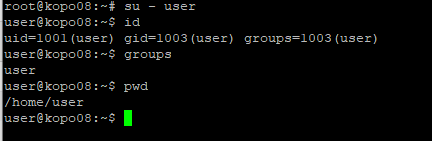 root@kopo08:~# su - user
user@kopo08:~$ id
uid=1001(user) gid=1003(user) groups=1003(user)
user@kopo08:~$ groups
user
user@kopo08:~$ pwd
/home/user
user@kopo08:~$